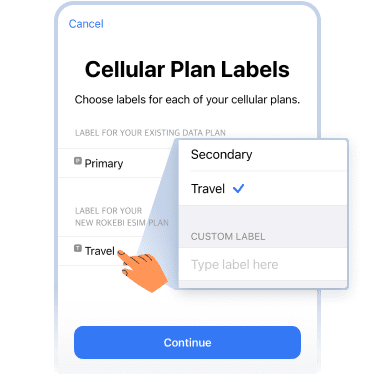 Cancel
Cellular Plan Labels
Choose labels for each of your cellular plans.
LABEL FOR YOUR EXISTING DATA PLAN
P Primary
LABEL FOR YOUR
NEW ROKEBI ESIM PLAN
T Travel
Secondary
Travel
CUSTOM LABEL
Type label here
Continue